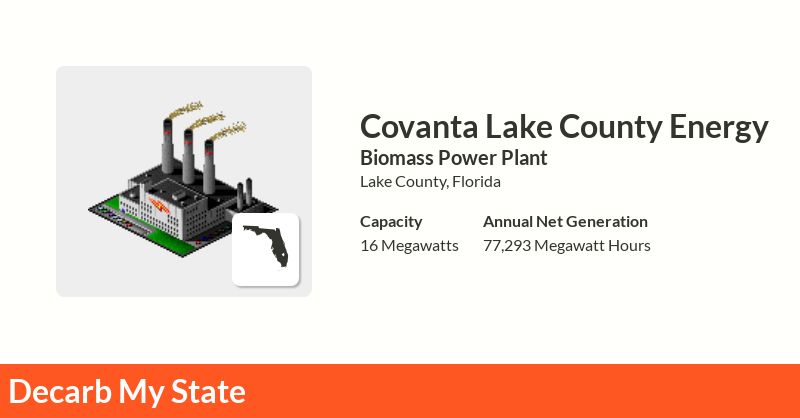 Covanta Lake County Energy
Biomass Power Plant
Lake County, Florida
Capacity
Annual Net Generation
16 Megawatts
77,293 Megawatt Hours
Decarb My State